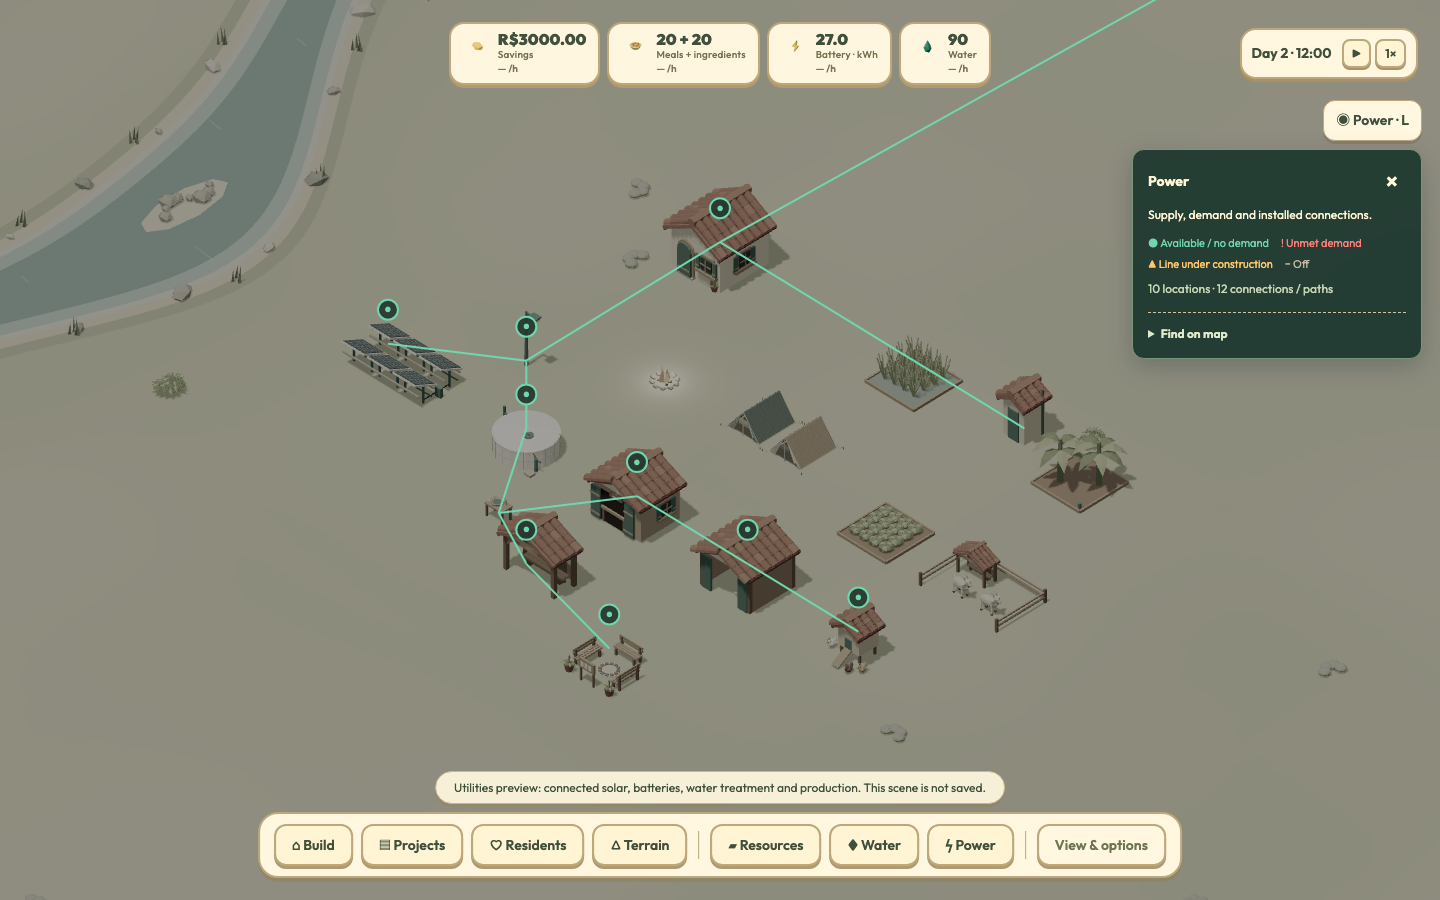 R$3000.00
Savings
— /h
20 + 20
Meals + ingredients
— /h
27.0
Battery · kWh
— /h
90
Water
— /h
Day 2 · 12:00
1×
Power · L
Power
Supply, demand and installed connections.
Available / no demand
! Unmet demand
Line under construction
– Off
10 locations · 12 connections / paths
Find on map
Utilities preview: connected solar, batteries, water treatment and production. This scene is not saved.
Build
Projects
Residents
Terrain
Resources
Water
Power
View & options